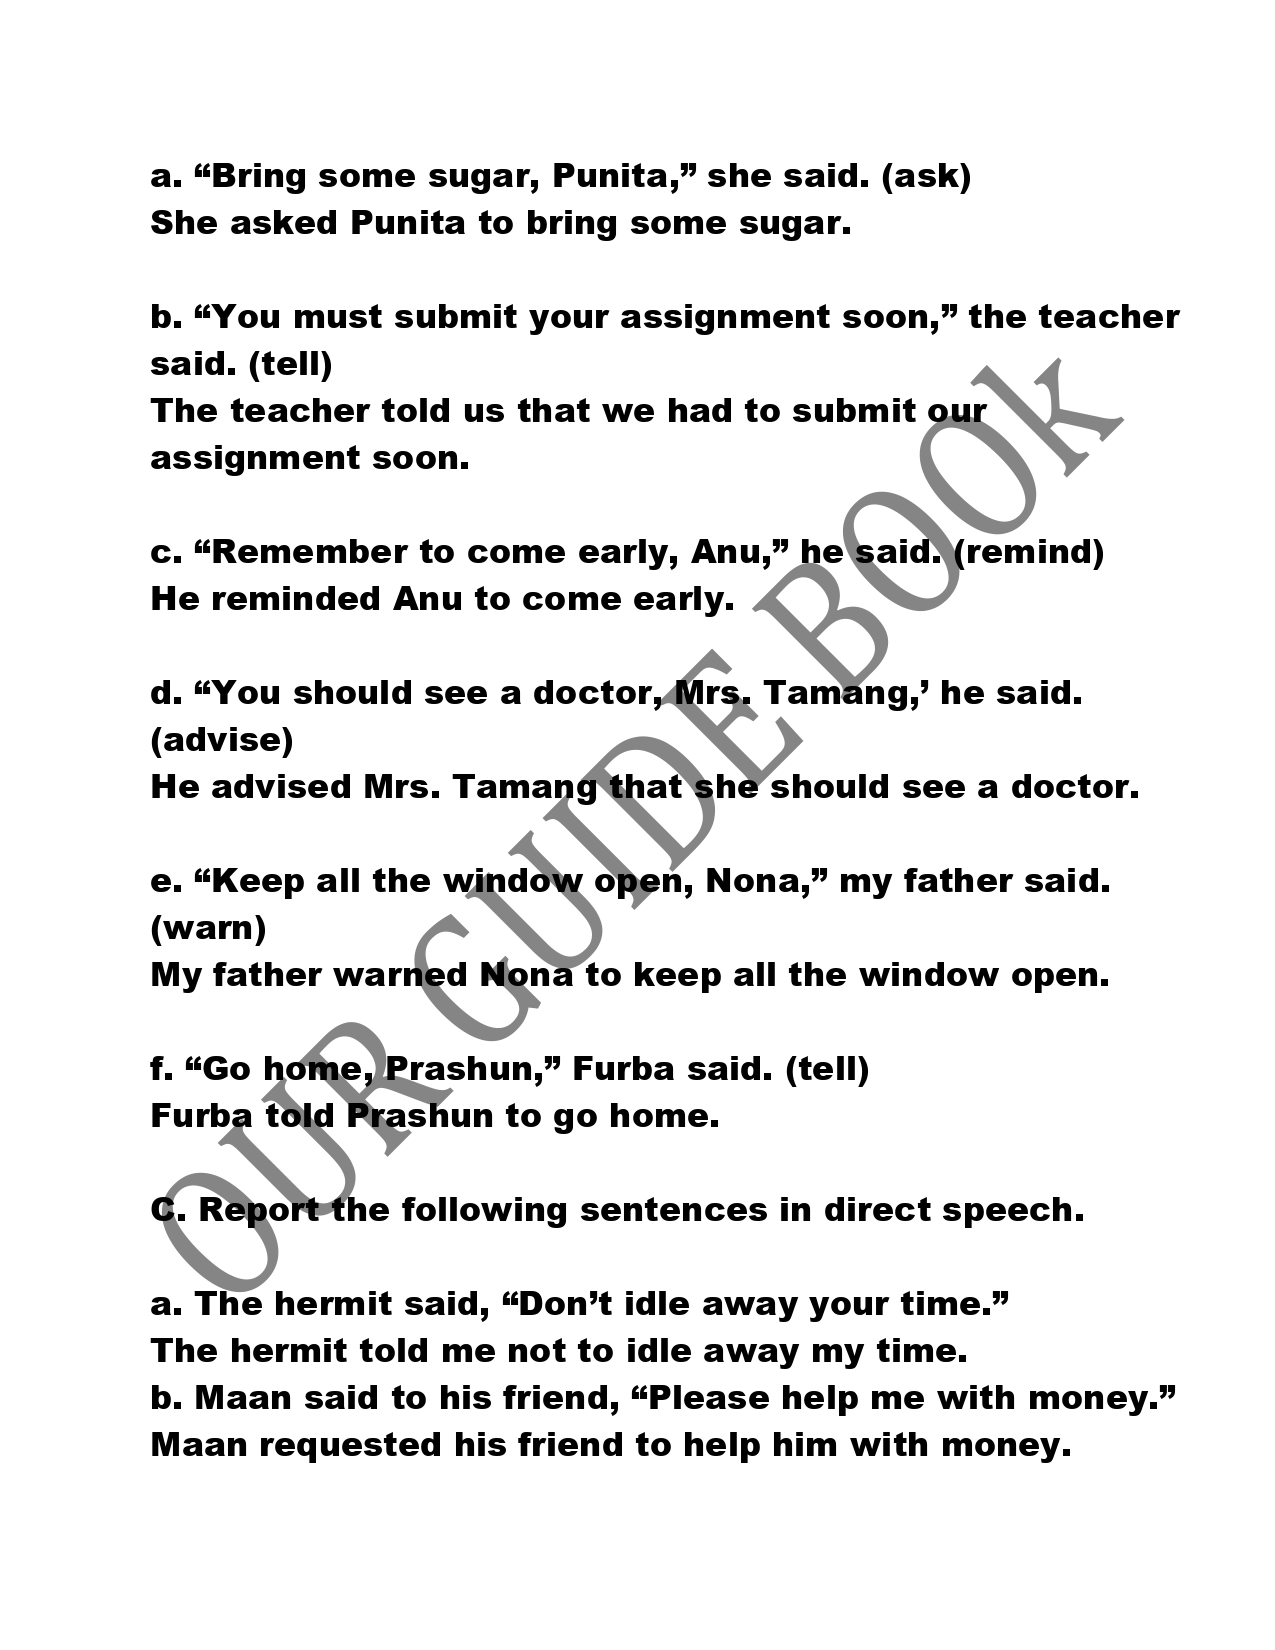 a. “Bring some sugar, Punita,” she said. (ask)
She asked Punita to bring some sugar.
b. “You must submit your assignment soon,” the teacher
said. (tell)
The teacher told us that we had to submit our
assignment soon.
c. “Remember to come early, Anu,” he said. (remind)
He reminded Anu to come early.
d. “You should see a doctor, Mrs. Tamang,’ he said.
(advise)
He advised Mrs. Tamang that she should see a doctor.
e. “Keep all the window open, Nona,” my father said.
(warn)
My father warned Nona to keep all the window open.
f. “Go home, Prashun,” Furba said. (tell)
Furba told Prashun to go home.
C. Report the following sentences in direct speech.
a. The hermit said, “Don’t idle away your time.”
The hermit told me not to idle away my time.
b. Maan said to his friend, “Please help me with money.”
Maan requested his friend to help him with money.
OUR GUIDE BOOk